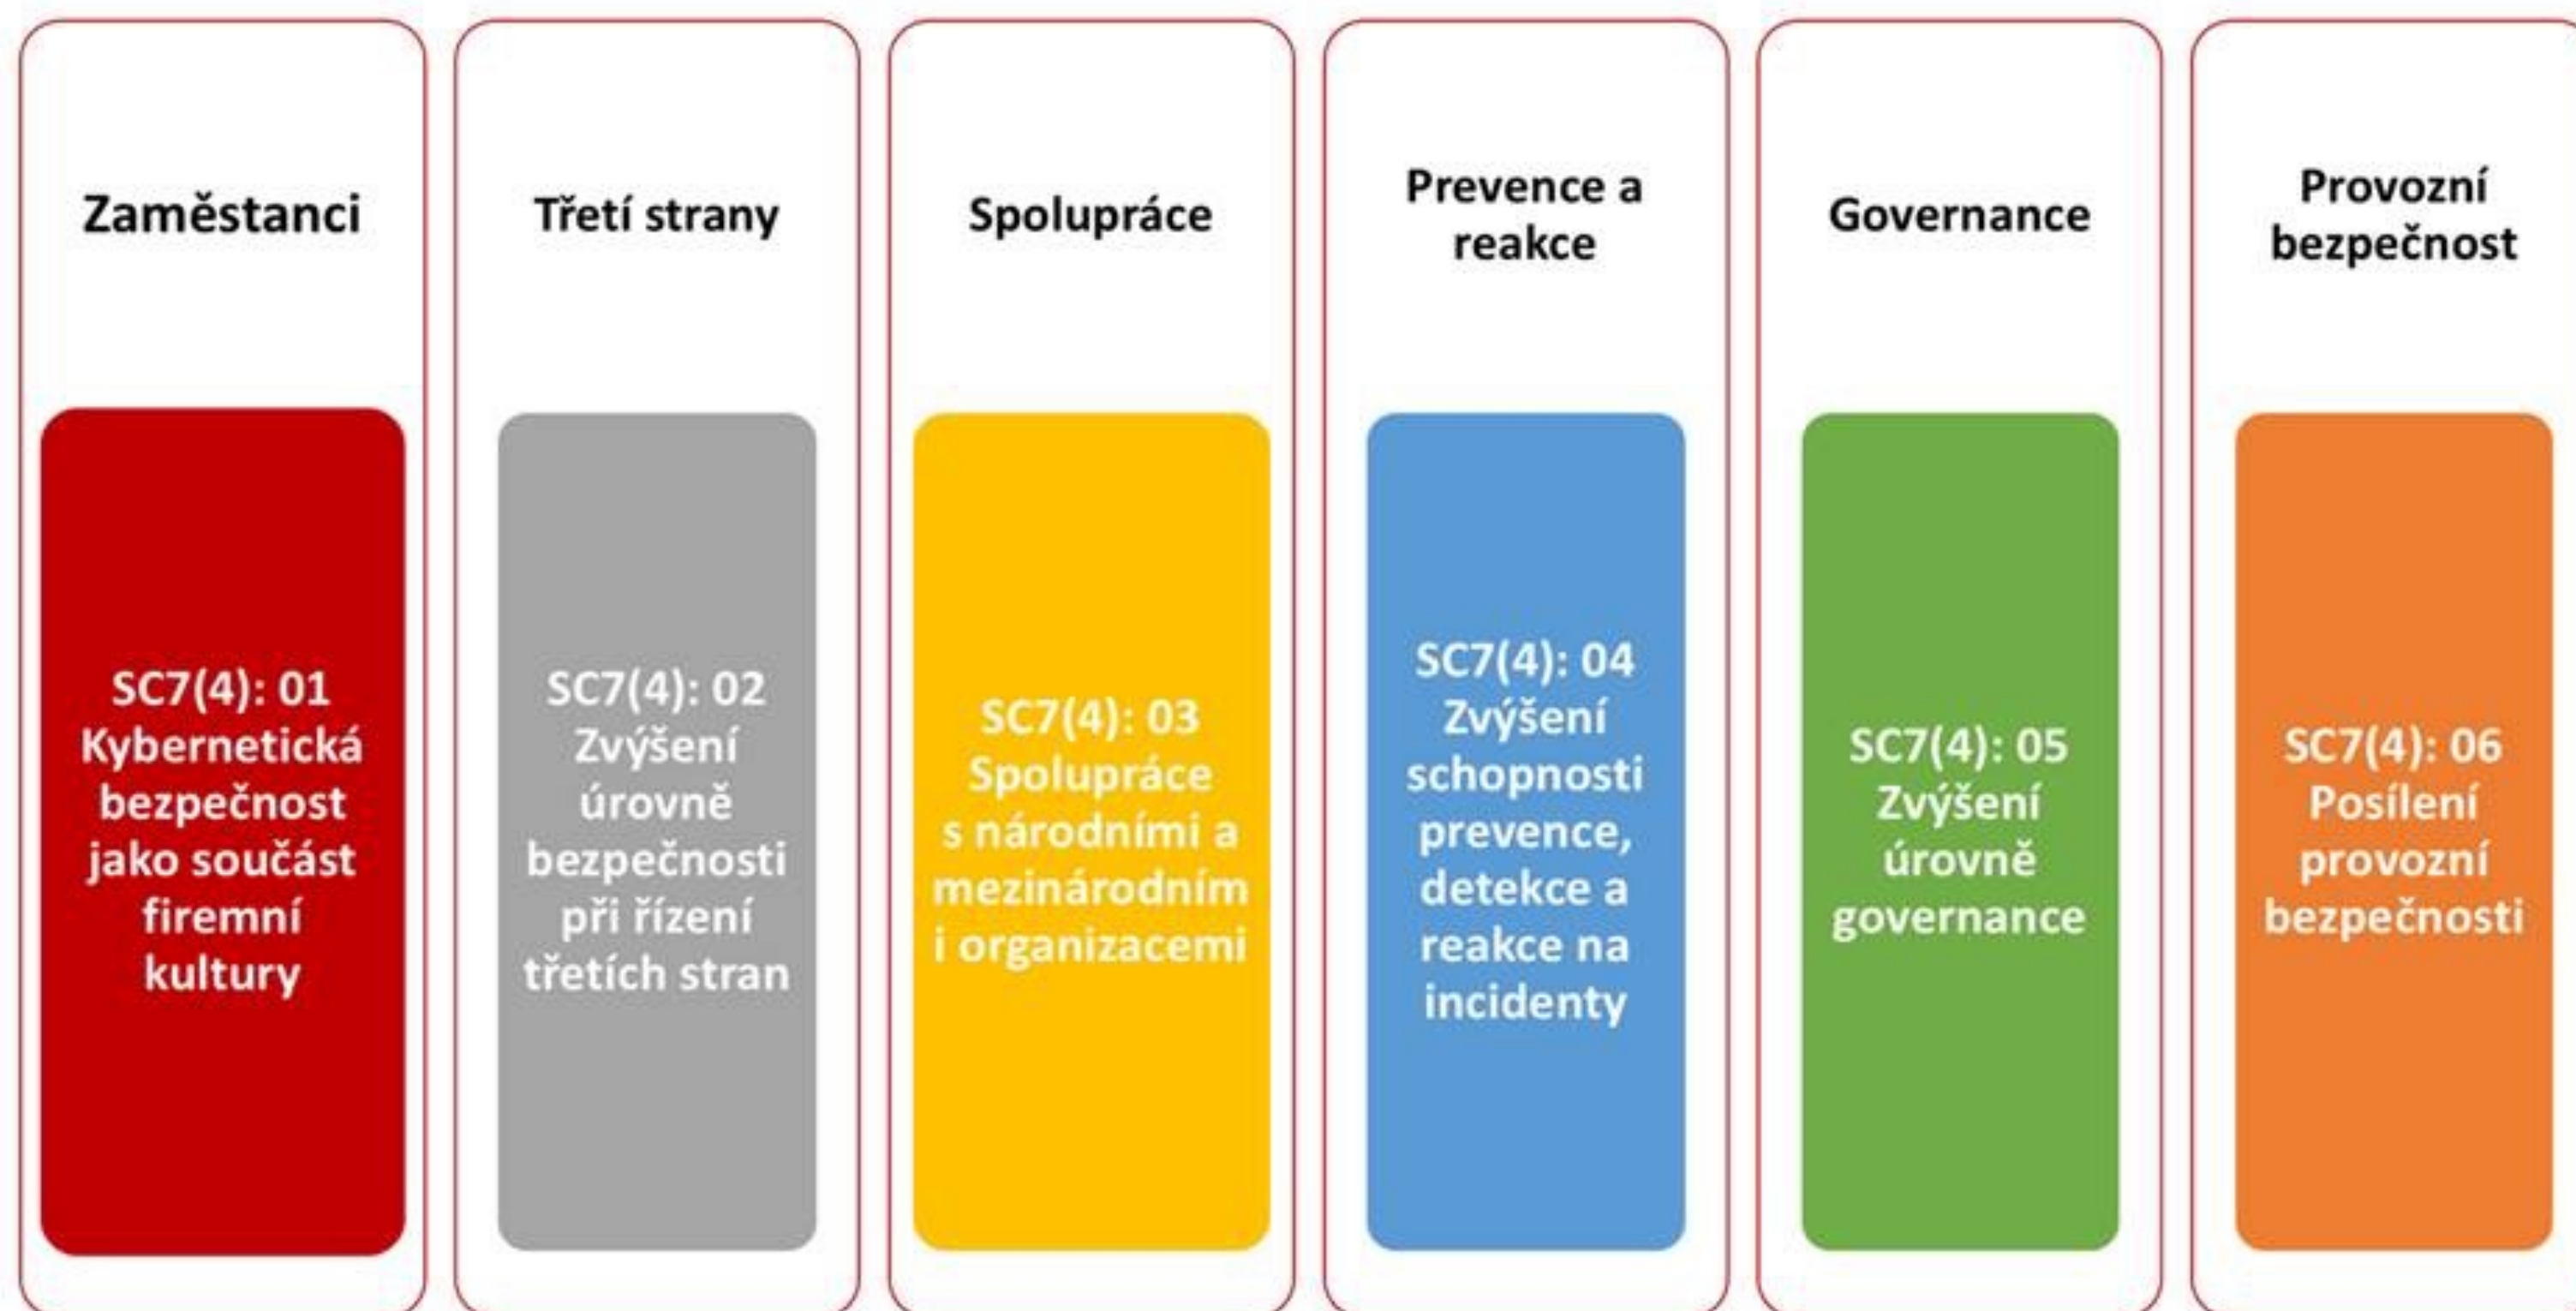 Zaměstanci
SC7(4): 01
Kybernetická
bezpečnost
jako součást
firemní
kultury
Třetí strany
SC7(4): 02
Zvýšení
úrovně
bezpečnosti
při řízení
třetích stran
Spolupráce
SC7(4): 03
Spolupráce
s národními a
mezinárodním
i organizacemi
Prevence a
reakce
SC7(4): 04
Zvýšení
schopnosti
prevence,
detekce a
reakce na
incidenty
Governance
SC7(4): 05
Zvýšení
úrovně
governance
Provozní
bezpečnost
SC7(4): 06
Posílení
provozní
bezpečnosti